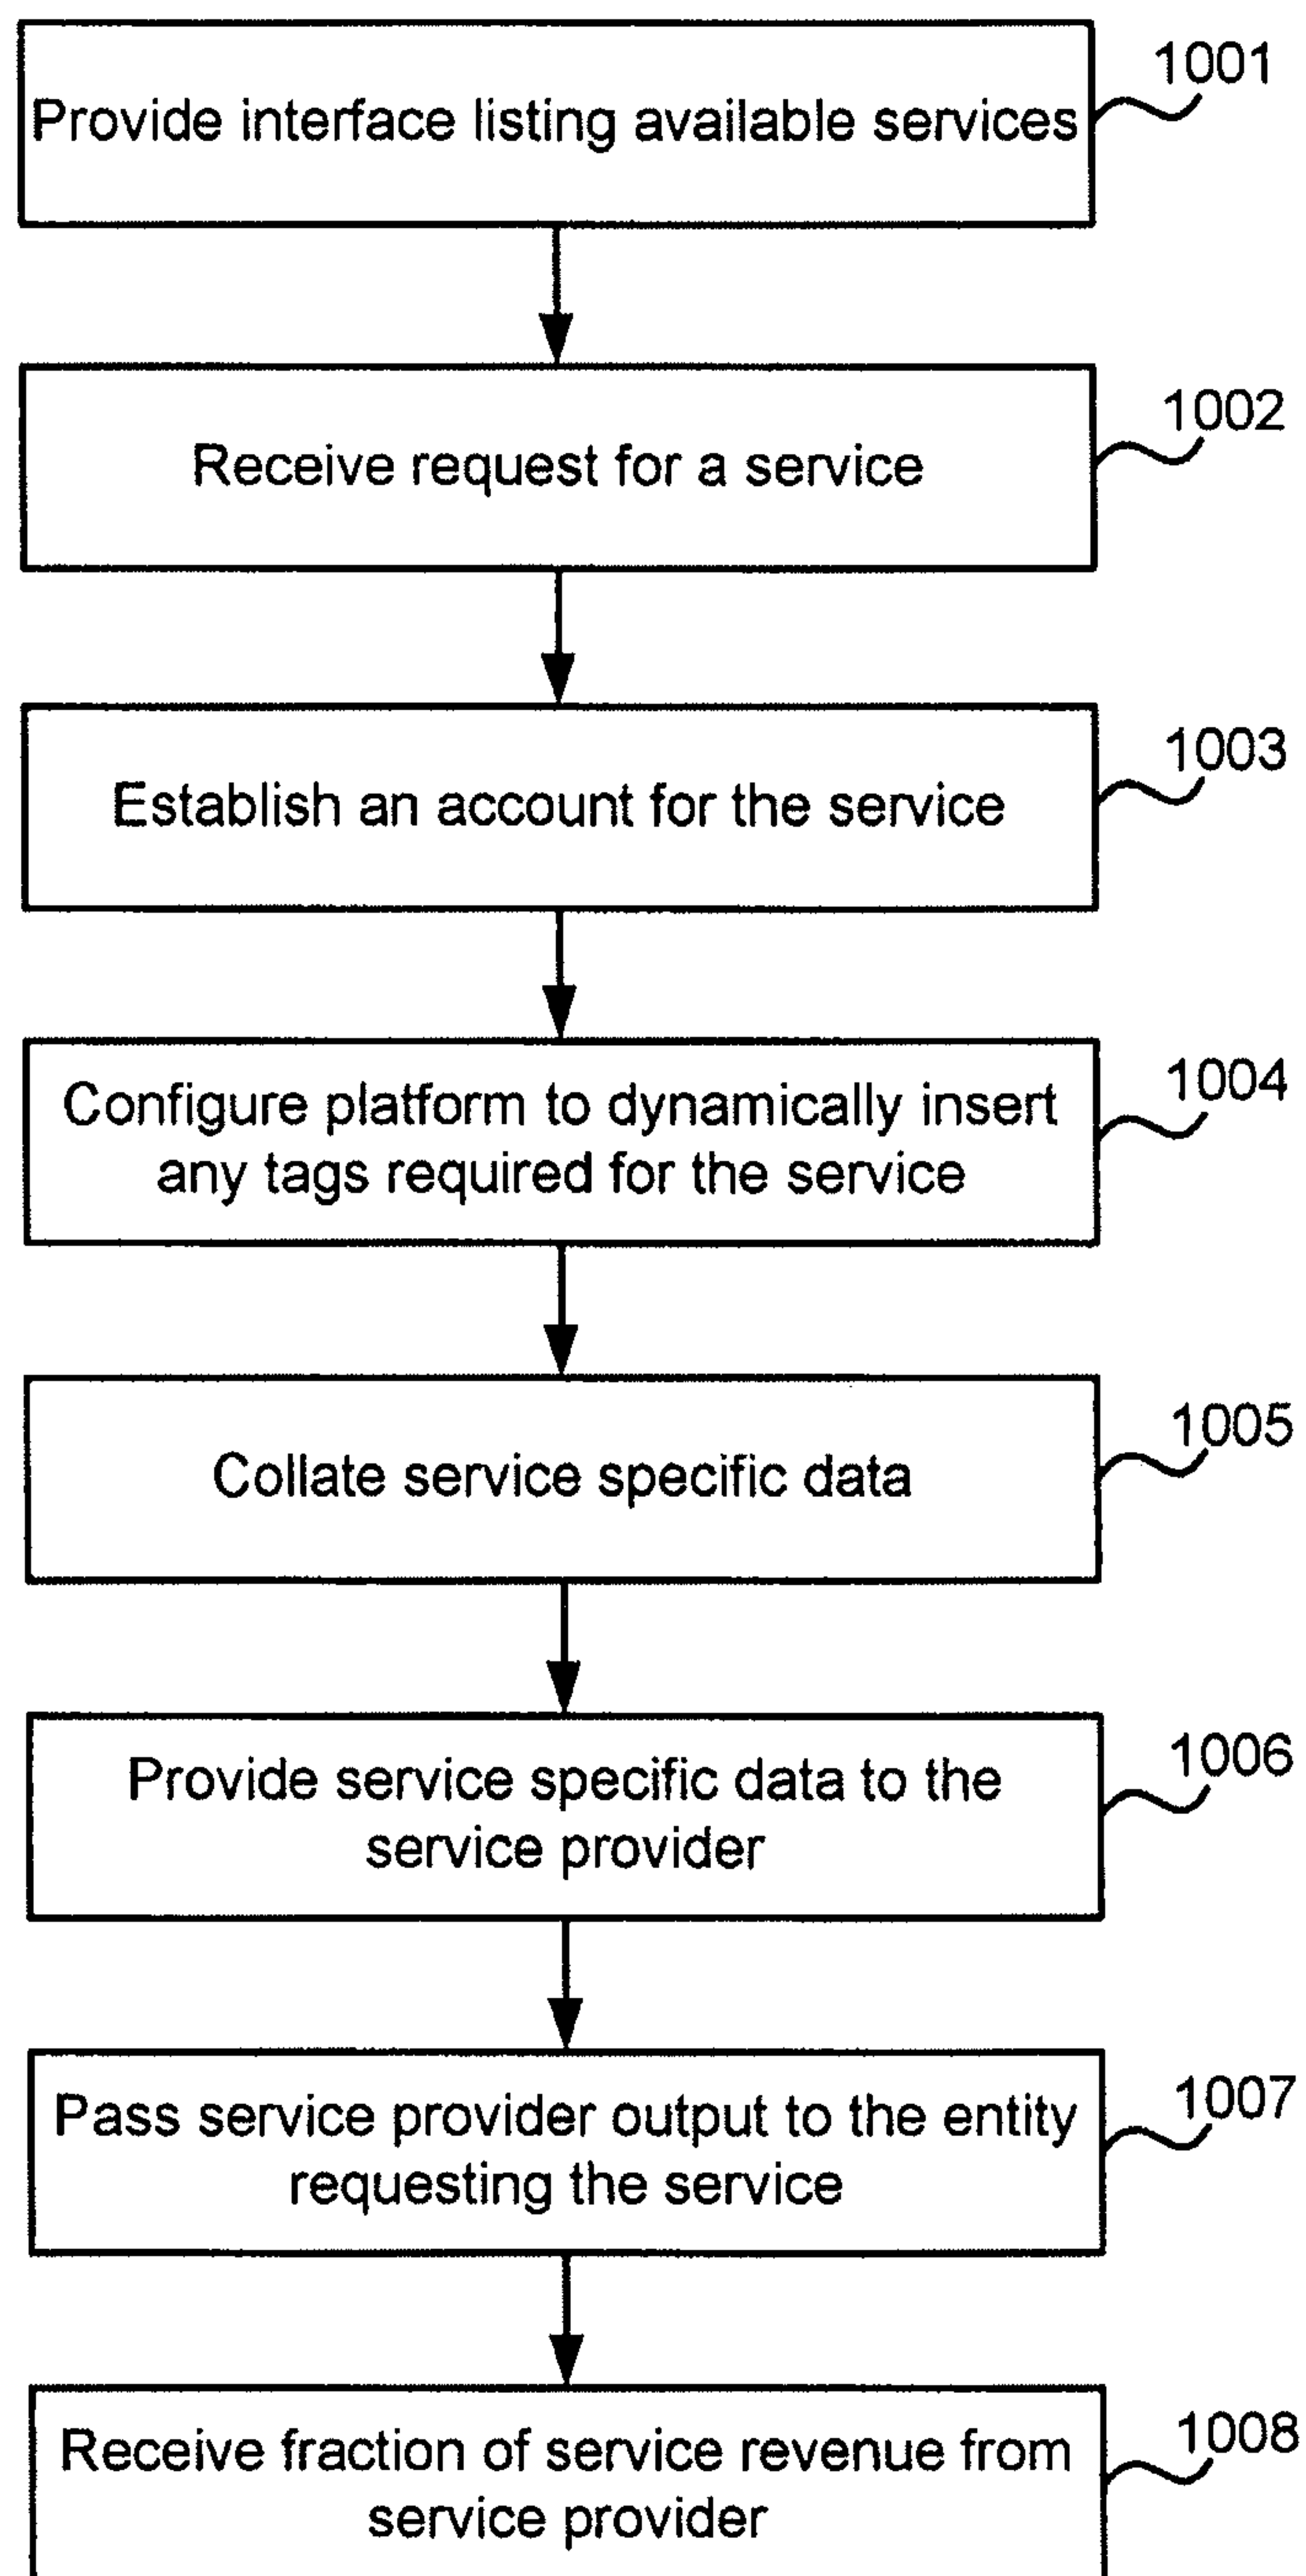 Provide interface listing available services
1001
Receive request for a service
1002
Establish an account for the service
1003
Configure platform to dynamically insert
any tags required for the service
1004
Collate service specific data
1005
Provide service specific data to the
service provider
1006
Pass service provider output to the entity
requesting the service
1007
Receive fraction of service revenue from
service provider
1008